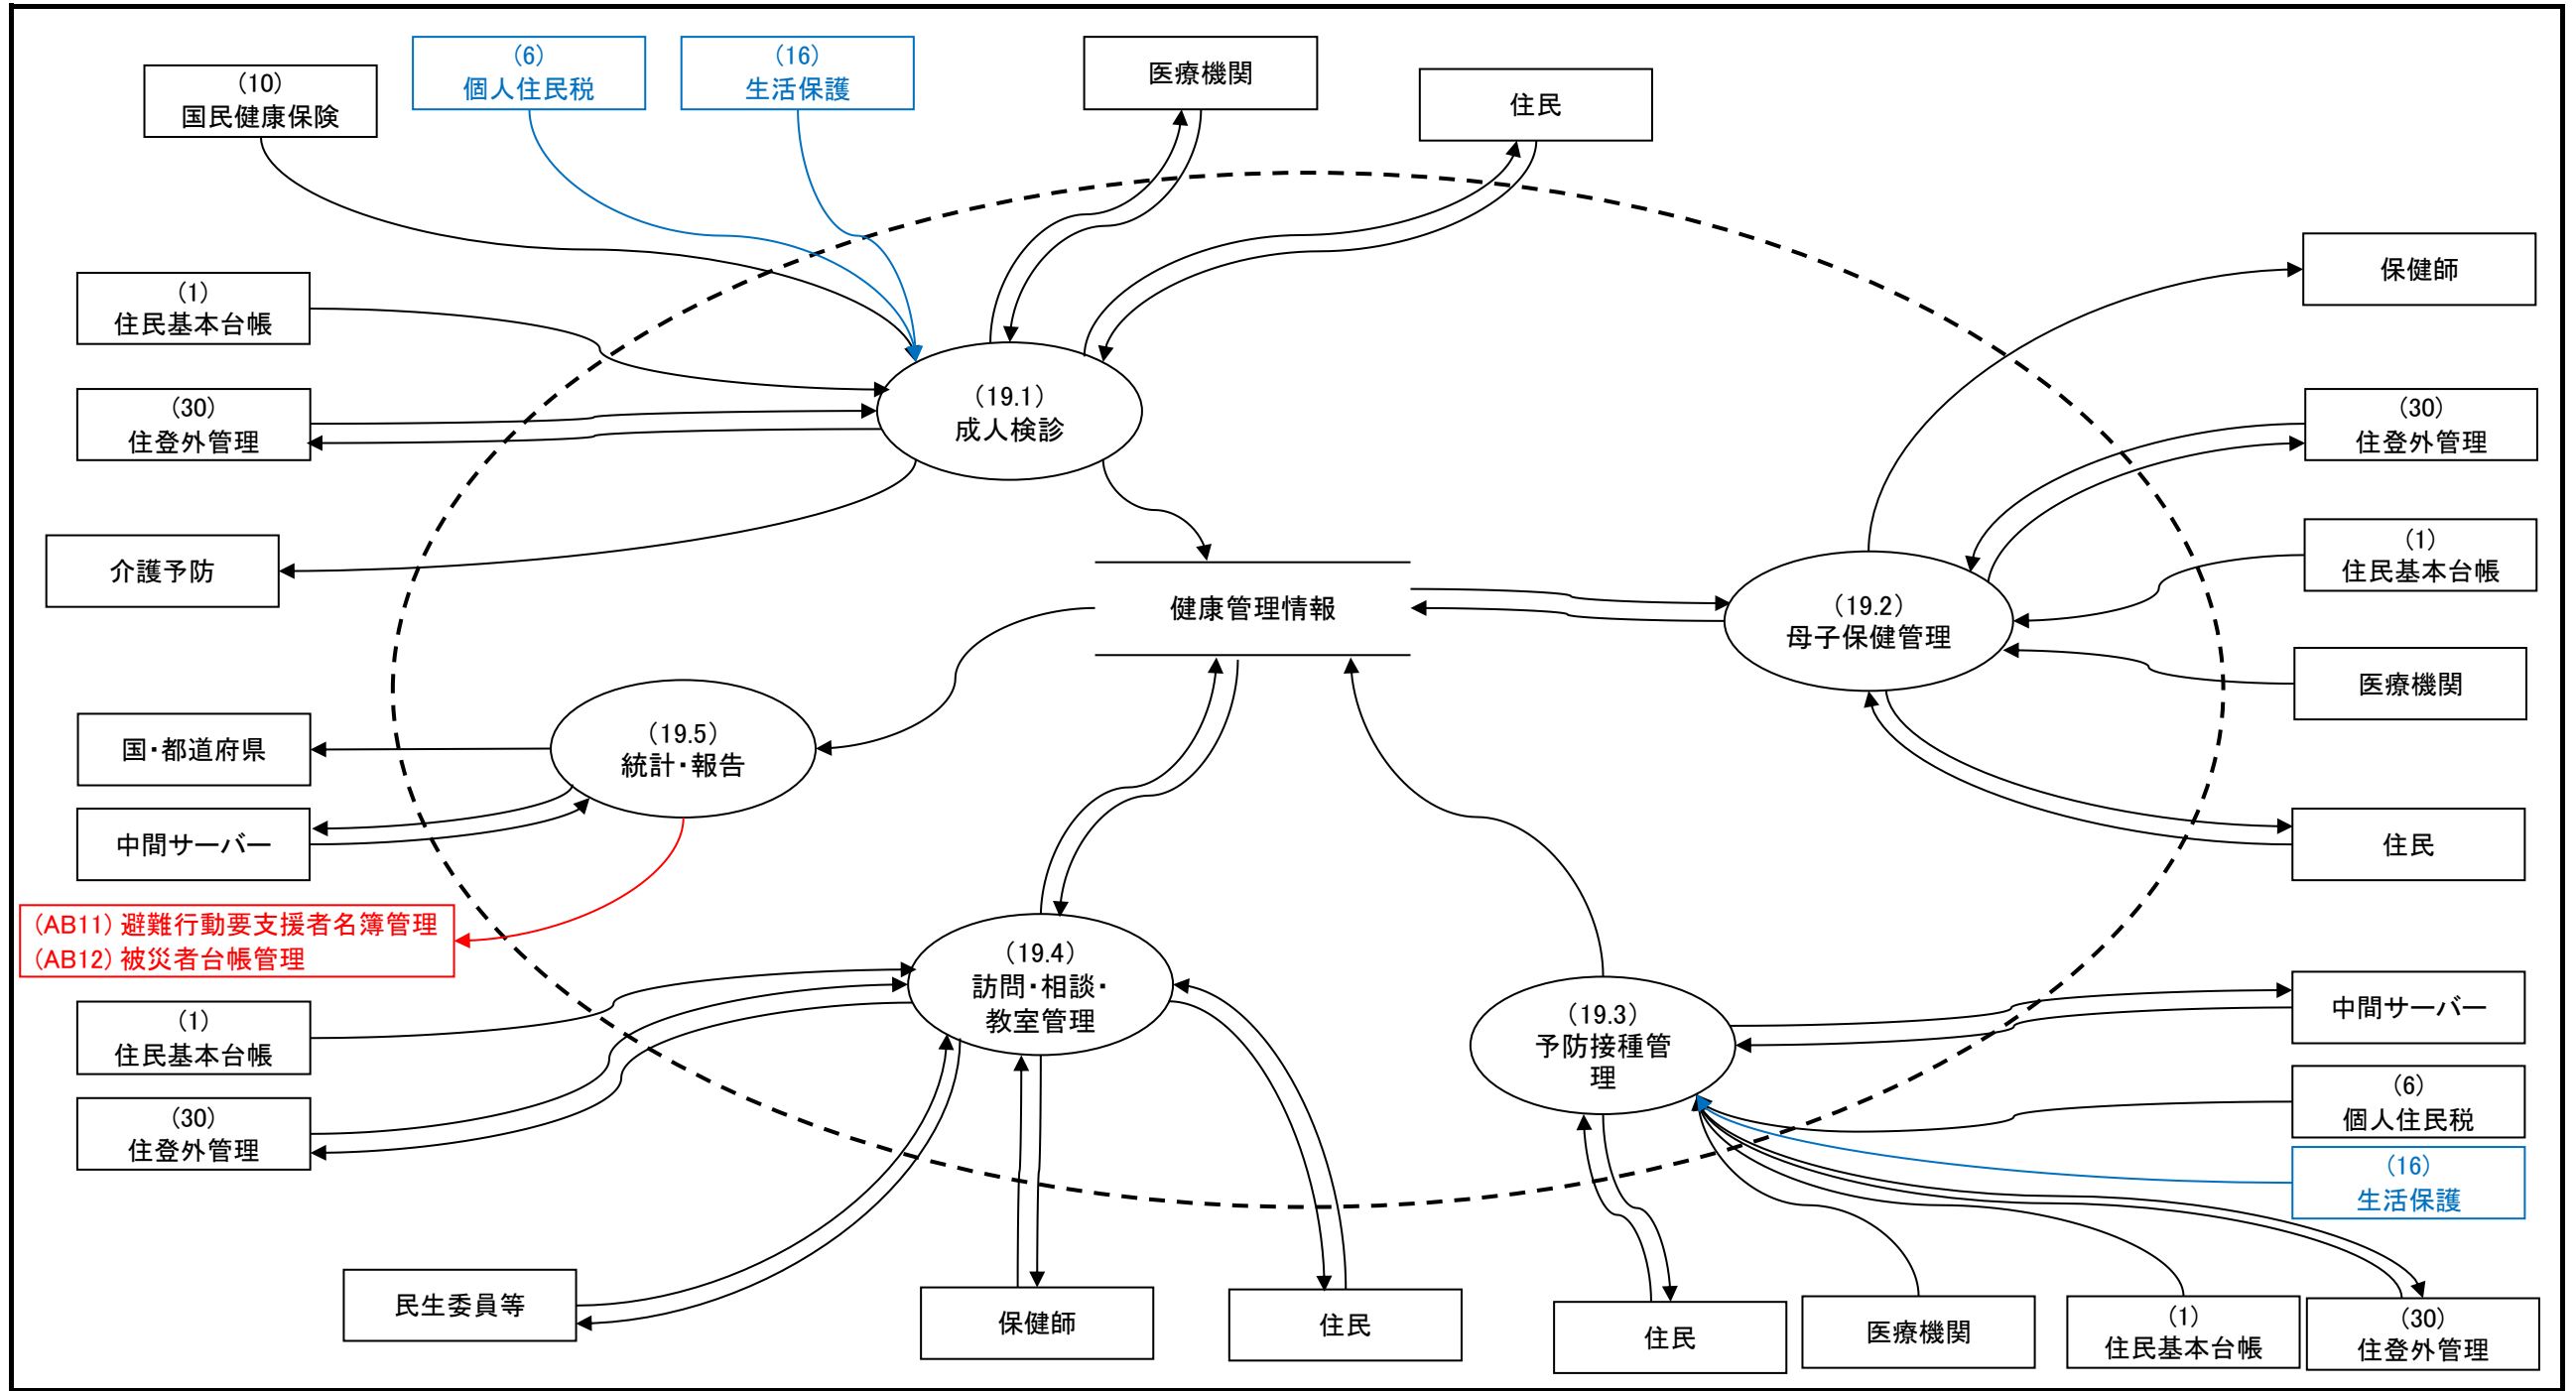 (10)
国民健康保険
(6)
個人住民税
(16)
生活保護
医療機関
住民
(1)
住民基本台帳
(30)
住登外管理
介護予防
(19.1)
成人検診
保健師
(30)
住登外管理
(1)
住民基本台帳
医療機関
住民
健康管理情報
(19.2)
母子保健管理
国・都道府県
中間サーバー
(19.5)
統計・報告
(AB11)避難行動要支援者名簿管理
(AB12)被災者台帳管理
(1)
住民基本台帳
(30)
住登外管理
(19.4)
訪問・相談・
教室管理
(19.3)
予防接種管
理
中間サーバー
(6)
個人住民税
(16)
生活保護
民生委員等
保健師
住民
住民
医療機関
(1)
住民基本台帳
(30)
住登外管理